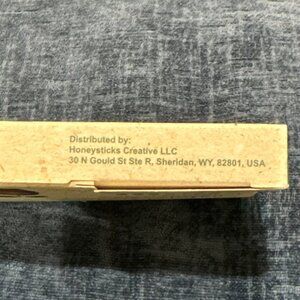 Distributed by:
Honeysticks Creative LLC
30 N Gould St Ste R, Sheridan, WY, 82801, USA